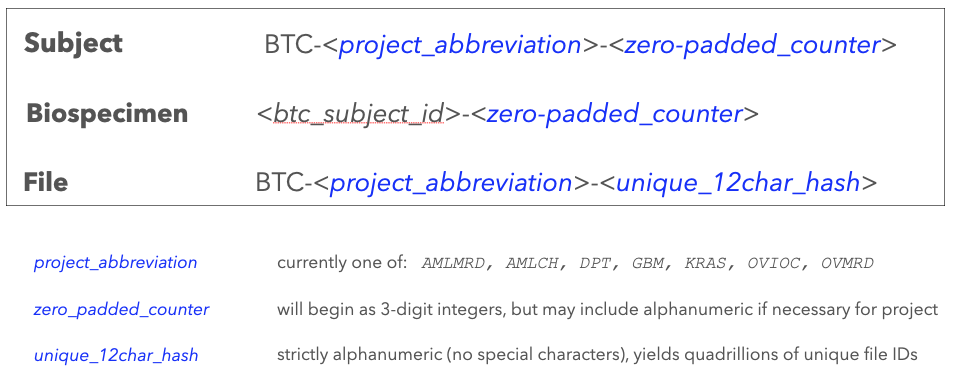 Subject BTC-<project_abbreviation>-<zero-padded_counter>
Biospecimen <btc_subject_id>-<zero-padded_counter>
File BTC-<project_abbreviation>-<unique_12char_hash>
project_abbreviation currently one of: AMLMRD, AMLCH, DPT, GBM, KRAS, OVIOC, OVMRD
zero_padded_counter will begin as 3-digit integers, but may include alphanumeric if necessary for project
unique_12char_hash strictly alphanumeric (no special characters), yields quadrillions of unique file IDs